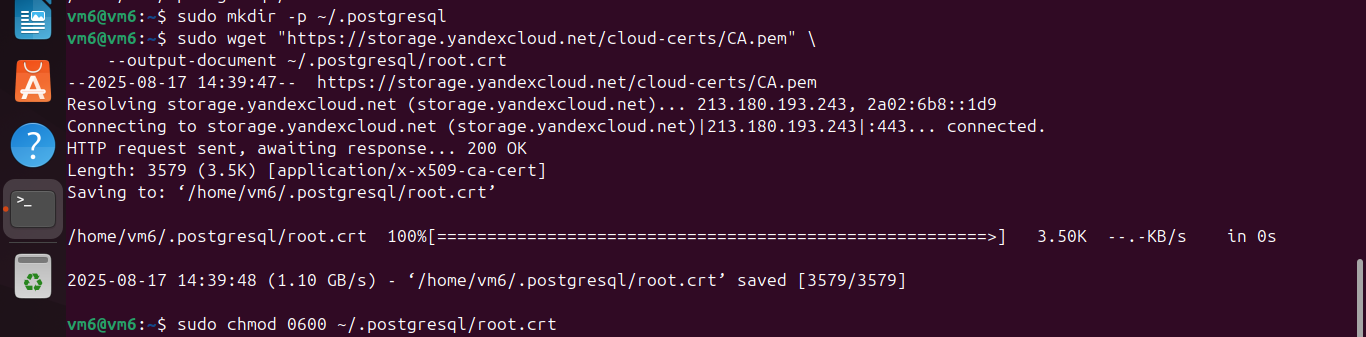 vm6@vm6:~$ sudo mkdir -p ~/.postgresql
vm6@vm6:~$ sudo wget "https://storage.yandexcloud.net/cloud-certs/CA.pem" \
    --output-document ~/.postgresql/root.crt
--2025-08-17 14:39:47--  https://storage.yandexcloud.net/cloud-certs/CA.pem
Resolving storage.yandexcloud.net (storage.yandexcloud.net)... 213.180.193.243, 2a02:6b8::1d9
Connecting to storage.yandexcloud.net (storage.yandexcloud.net)|213.180.193.243|:443... connected.
HTTP request sent, awaiting response... 200 OK
Length: 3579 (3.5K) [application/x-x509-ca-cert]
Saving to: ‘/home/vm6/.postgresql/root.crt’
/home/vm6/.postgresql/root.crt  100%[=======================================================>]   3.50K  --.-KB/s    in 0s
2025-08-17 14:39:48 (1.10 GB/s) - ‘/home/vm6/.postgresql/root.crt’ saved [3579/3579]
vm6@vm6:~$ sudo chmod 0600 ~/.postgresql/root.crt